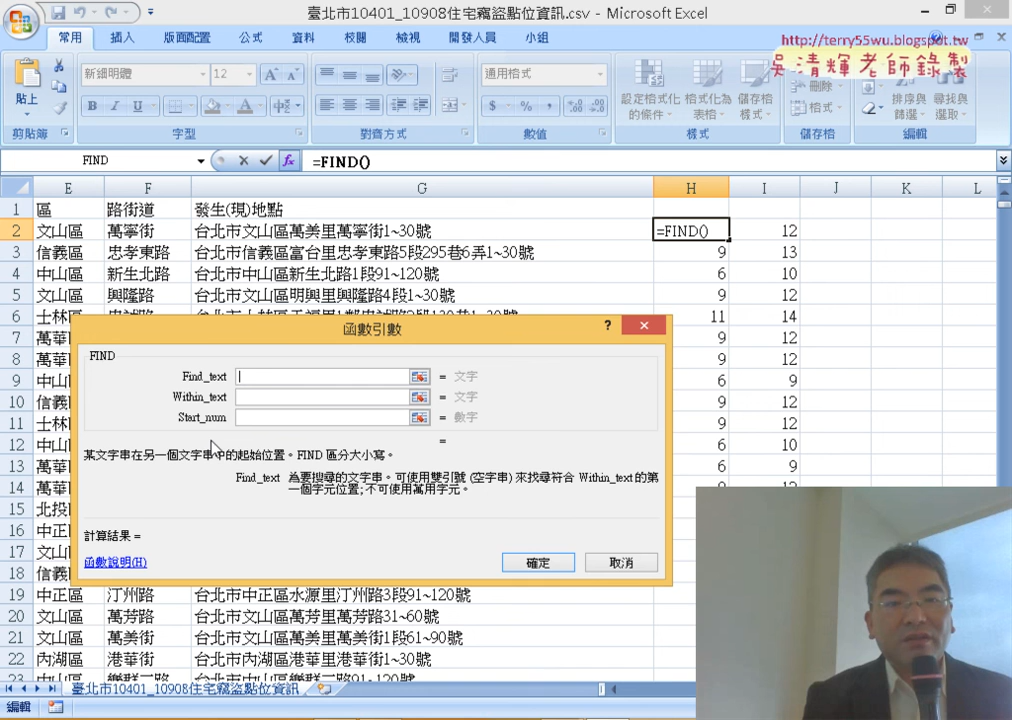 臺北市10401_10908住宅竊盜點位資訊.csv - Microsoft Excel
http://terry55wu.blogspot.tw
吳清輝老師錄製
常用 插入 版面配置 公式 資料 校閱 檢視 開發人員 小組
貼上 新細明體 12 通用格式 設定格式化的條件 格式化為表格 儲存格樣式 刪除 格式 排序與篩選 尋找與選取
剪貼簿 字型 對齊方式 數值 樣式 儲存格 編輯
FIND =FIND()
E F G H I J K L
1 區 路街道 發生(現)地點
2 文山區 萬寧街 台北市文山區萬美里萬寧街1~30號 =FIND() 12
3 信義區 忠孝東路 台北市信義區富台里忠孝東路5段295巷6弄1~30號 9 13
4 中山區 新生北路 台北市中山區新生北路1段91~120號 6 10
5 文山區 興隆路 台北市文山區明興里興隆路4段1~30號 9 12
6 士林區 11 14
7 萬華 9 12
8 萬華 9 12
9 中山 6 9
10 信義 9 12
11 士林 9 12
12 中山 6 10
13 萬華 6 9
14 萬華
15 北投
16 中正
17 文山
18 信義
19 中正區 汀州路 台北市中正區水源里汀州路3段91~120號
20 文山區 萬芳路 台北市文山區萬芳里萬芳路31~60號
21 文山區 萬美街 台北市文山區萬美里萬美街1段61~90號
22 內湖區 港華街 台北市內湖區港華里港華街1~30號
23
函數引數
FIND
Find_text = 文字
Within_text = 文字
Start_num = 數字
=
某文字串在另一個文字串中的起始位置。FIND 區分大小寫。
Find_text 為要搜尋的文字串。可使用雙引號 (空字串) 來找尋符合 Within_text 的第
一個字元位置;不可使用萬用字元。
計算結果 =
函數說明(H) 確定 取消
臺北市10401_10908住宅竊盜點位資訊
編輯